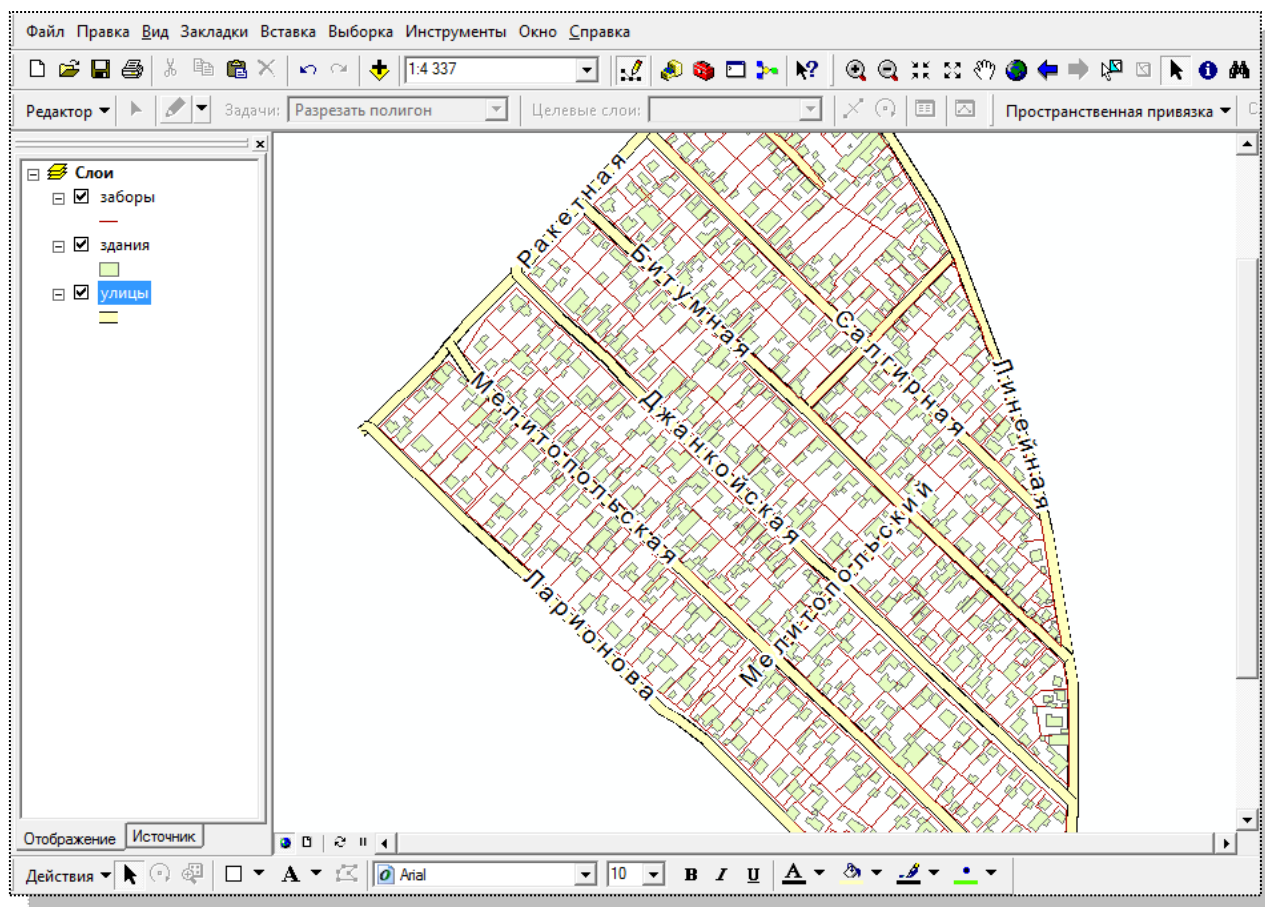 Файл Правка Вид Закладки Вставка Выборка Инструменты Окно Справка
1:4 337
Редактор Задачи: Разрезать полигон Целевые слои: Пространственная привязка
Слои
заборы
здания
улицы
Ракетная
Битумная
Салгирная
Линейная
Мелитопольская
Джанкойская
Мелитопольский
Ларионова
Отображение Источник
Действия A Arial 10 B I U A